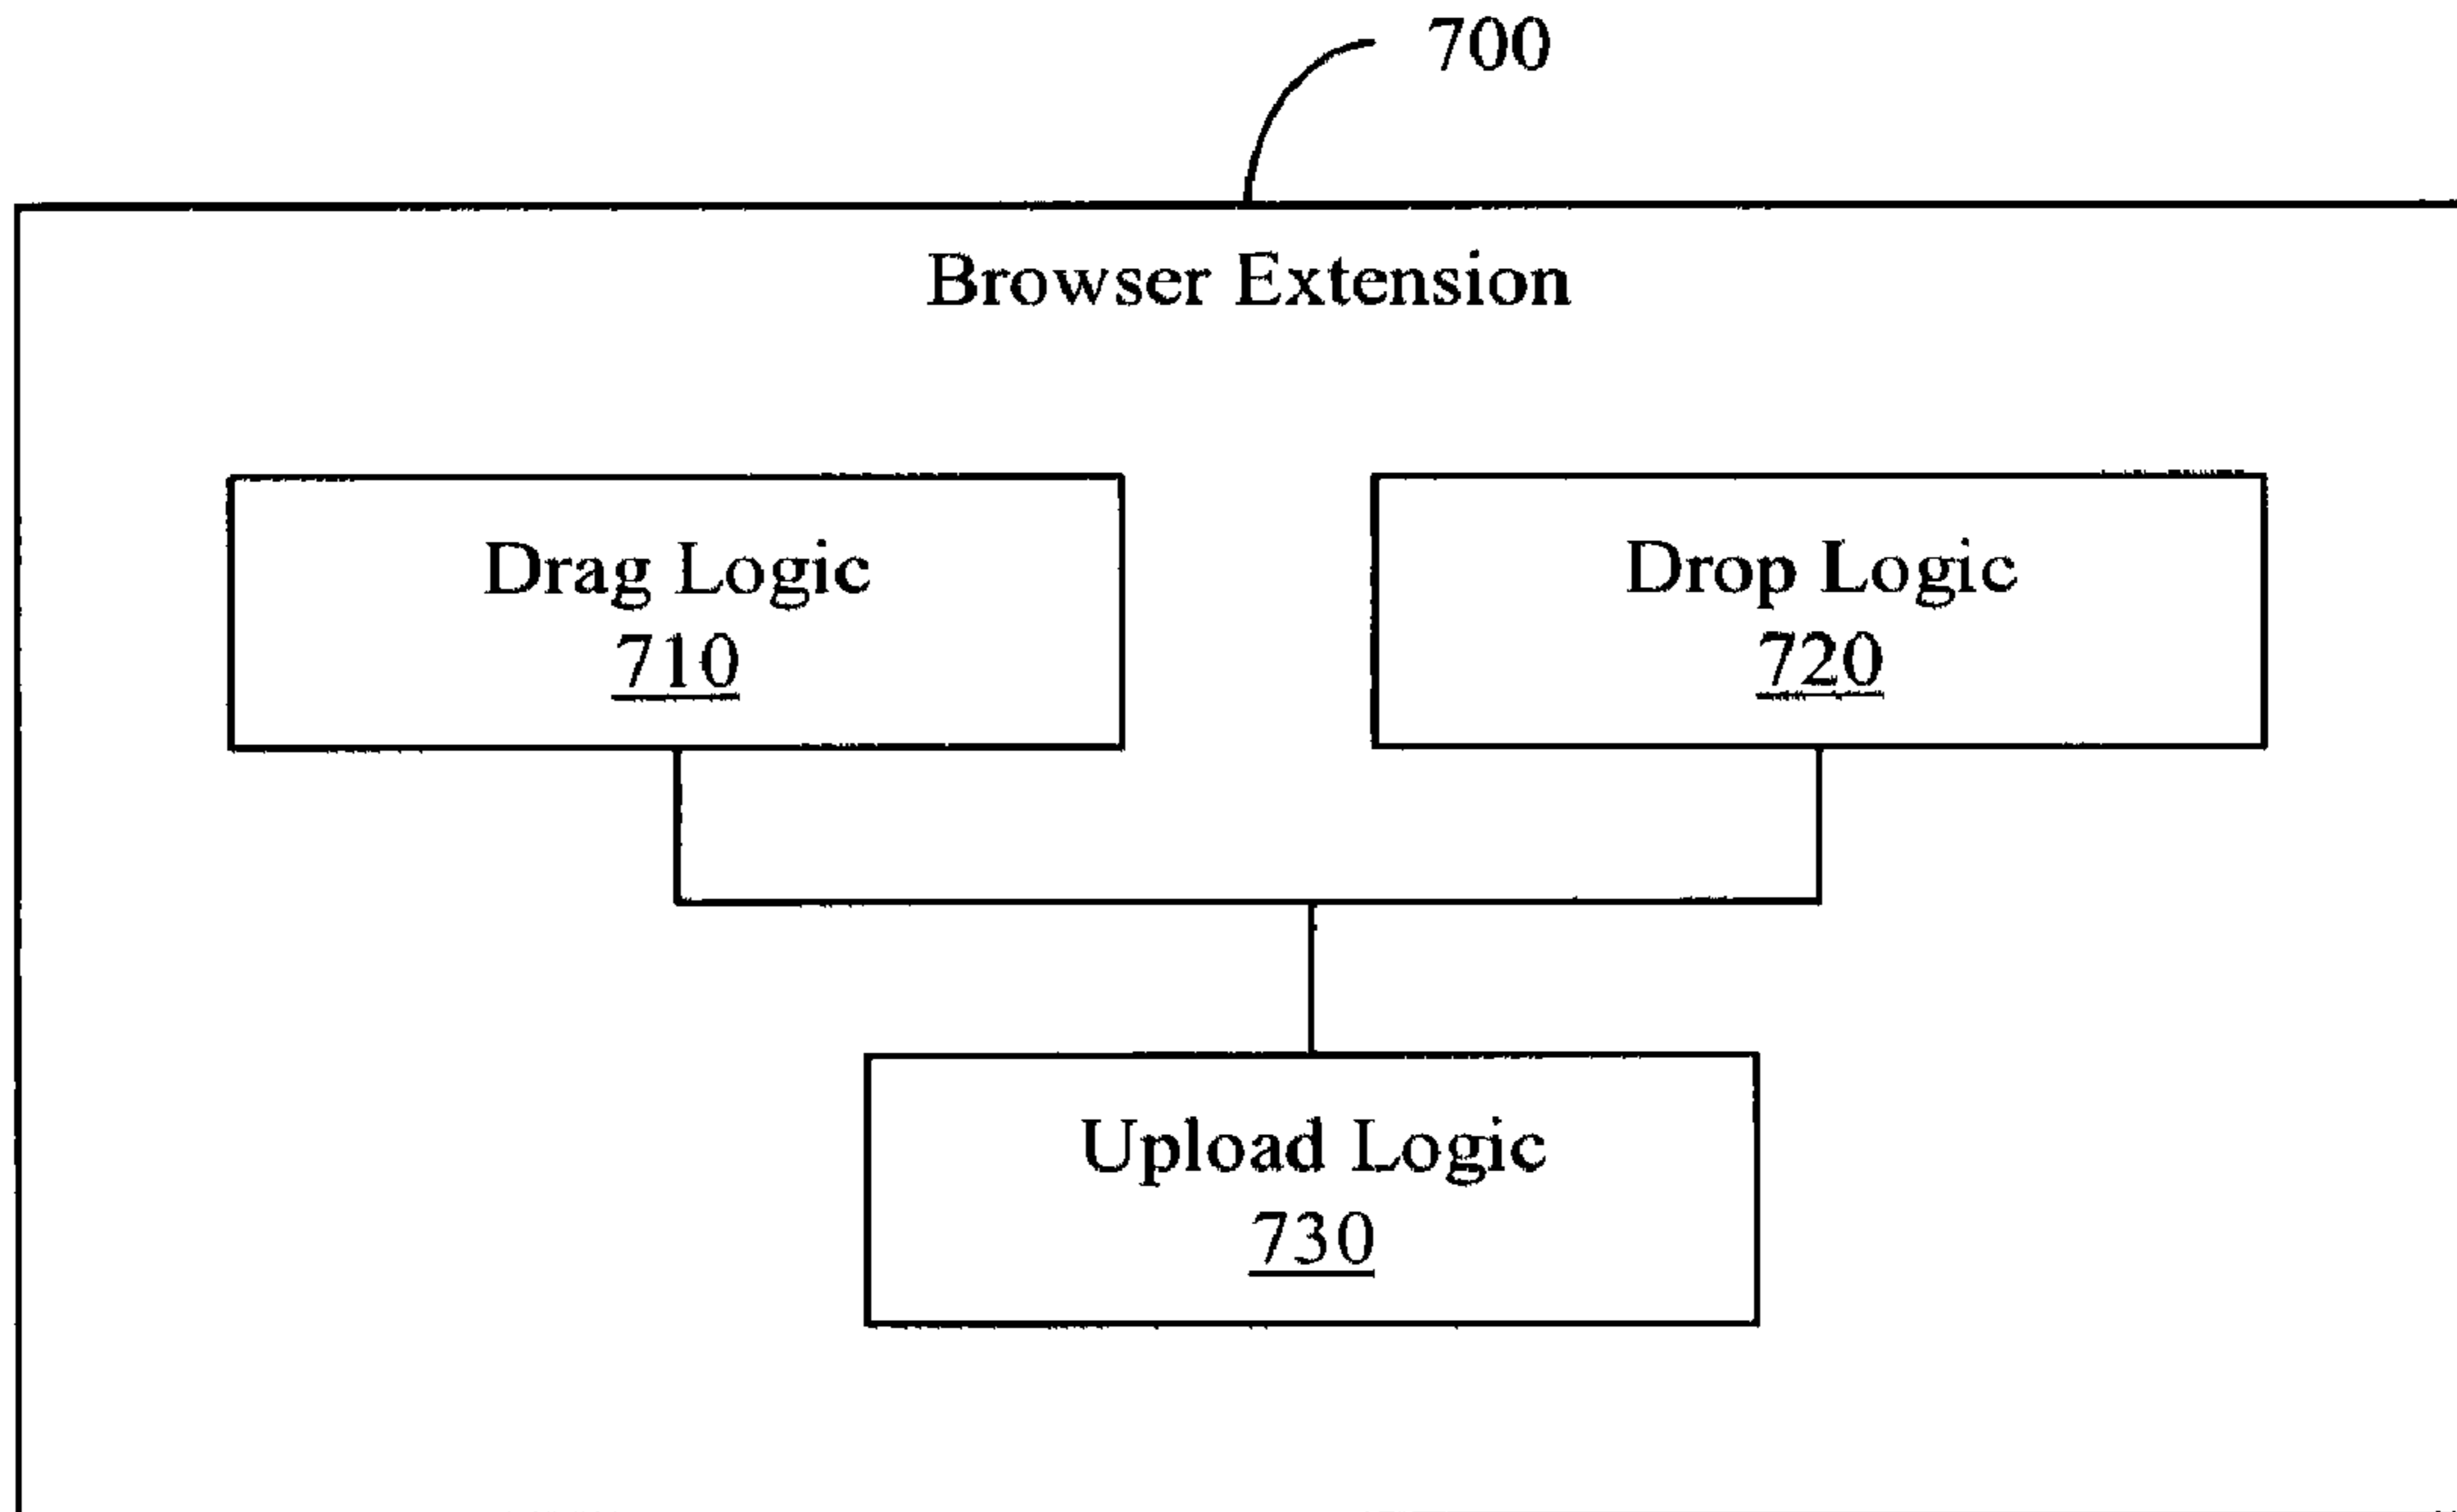 700
Browser Extension
Drag Logic
710
Drop Logic
720
Upload Logic
730